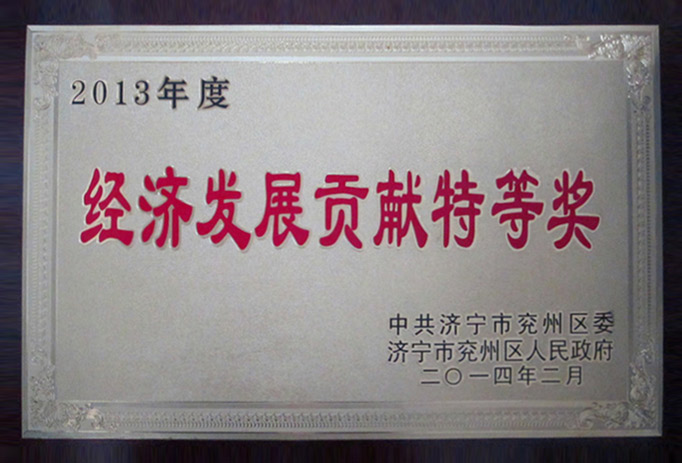 2013年度
经济发展贡献特等奖
中共济宁市兖州区委
济宁市兖州区人民政府
二〇一四年二月